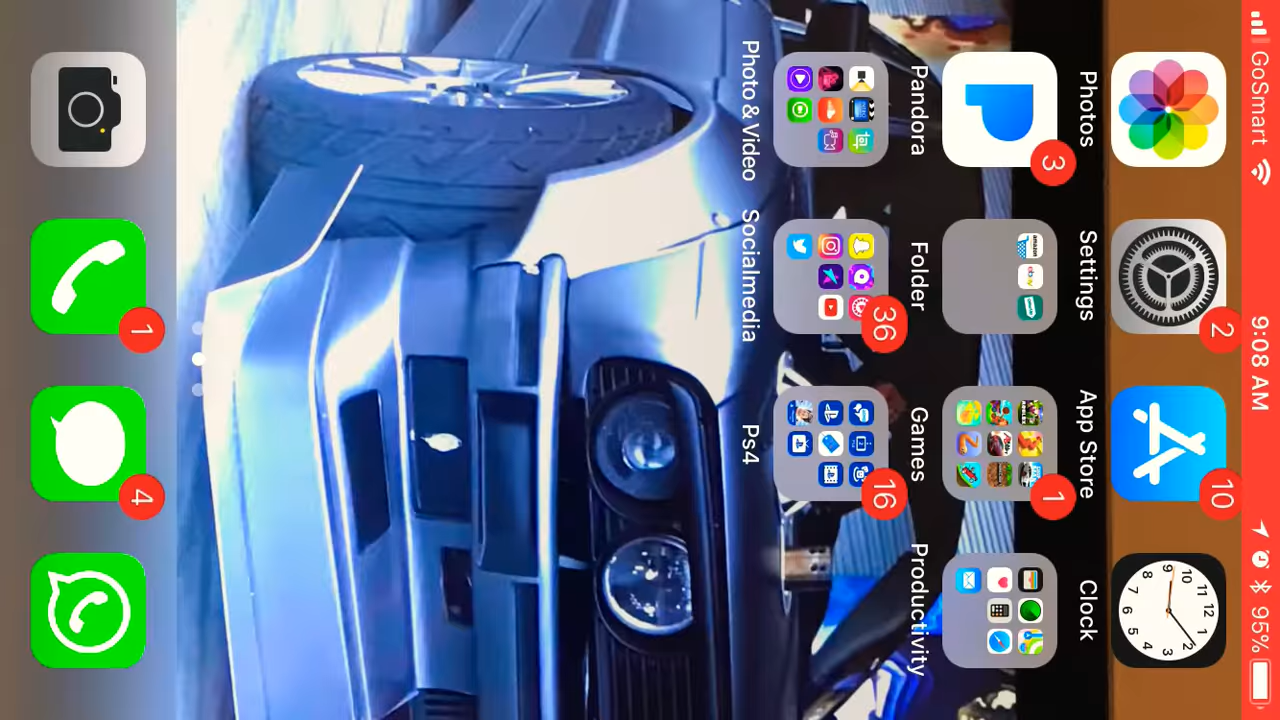 GoSmart 9:08 AM 95%
2 10
Photos Settings App Store Clock
3 1
Pandora Folder Games Productivity
36 16
Photo & Video Socialmedia Ps4
1 4